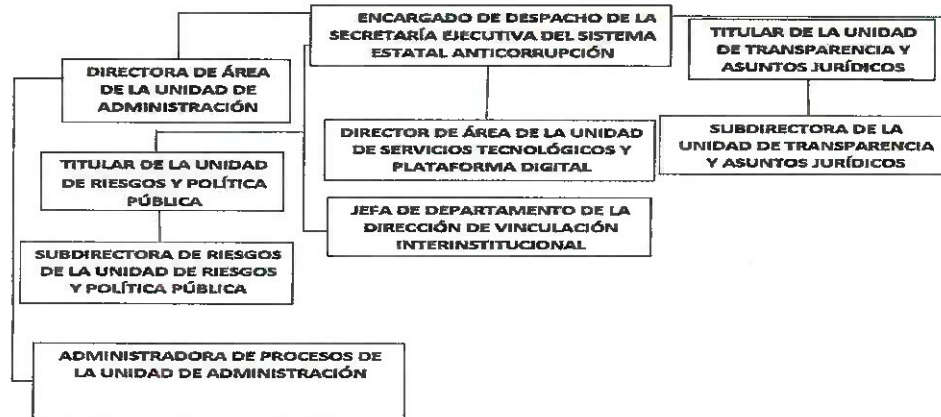 ENCARGADO DE DESPACHO DE LA
SECRETARÍA EJECUTIVA DEL SISTEMA
ESTATAL ANTICORRUPCIÓN
TITULAR DE LA UNIDAD
DE TRANSPARENCIA Y
ASUNTOS JURÍDICOS
DIRECTORA DE ÁREA
DE LA UNIDAD DE
ADMINISTRACIÓN
DIRECTOR DE ÁREA DE LA UNIDAD
DE SERVICIOS TECNOLÓGICOS Y
PLATAFORMA DIGITAL
SUBDIRECTORA DE LA
UNIDAD DE TRANSPARENCIA
Y ASUNTOS JURÍDICOS
TITULAR DE LA UNIDAD
DE RIESGOS Y POLÍTICA
PÚBLICA
JEFA DE DEPARTAMENTO DE LA
DIRECCIÓN DE VINCULACIÓN
INTERINSTITUCIONAL
SUBDIRECTORA DE RIESGOS
DE LA UNIDAD DE RIESGOS
Y POLÍTICA PÚBLICA
ADMINISTRADORA DE PROCESOS DE
LA UNIDAD DE ADMINISTRACIÓN